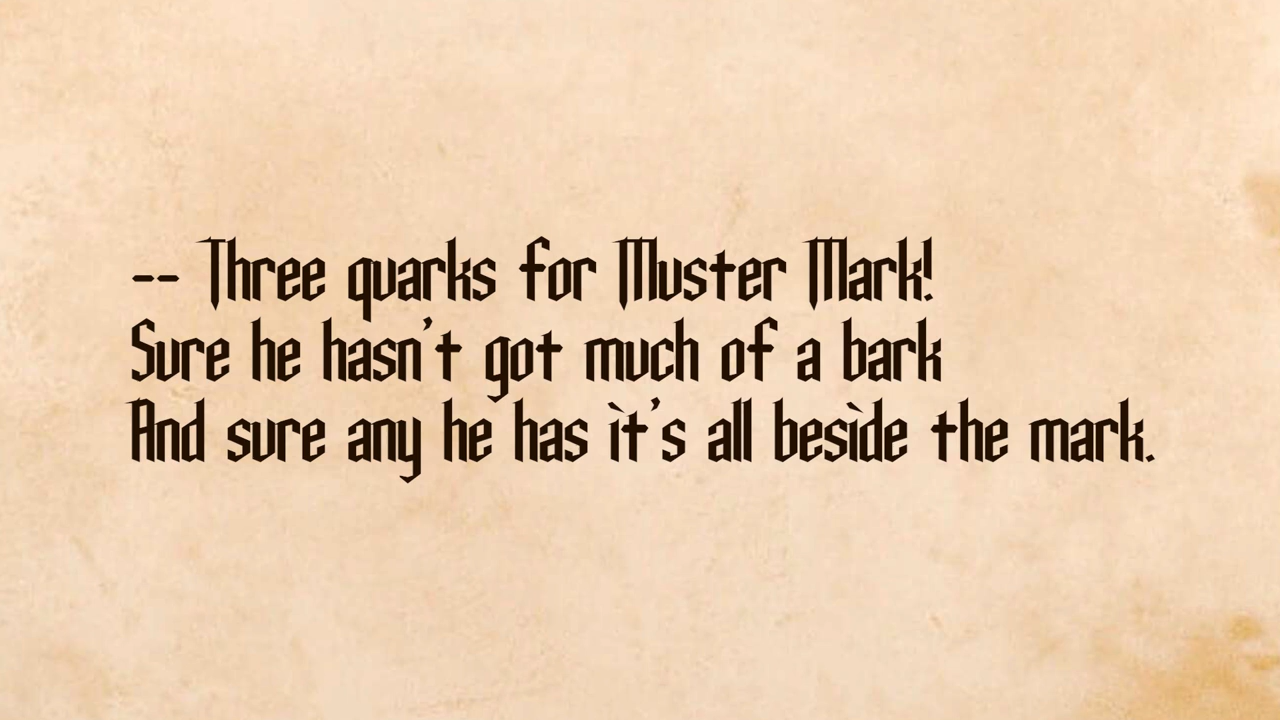 -- Three quarks for Muster Mark!
Sure he hasn't got much of a bark
And sure any he has it's all beside the mark.